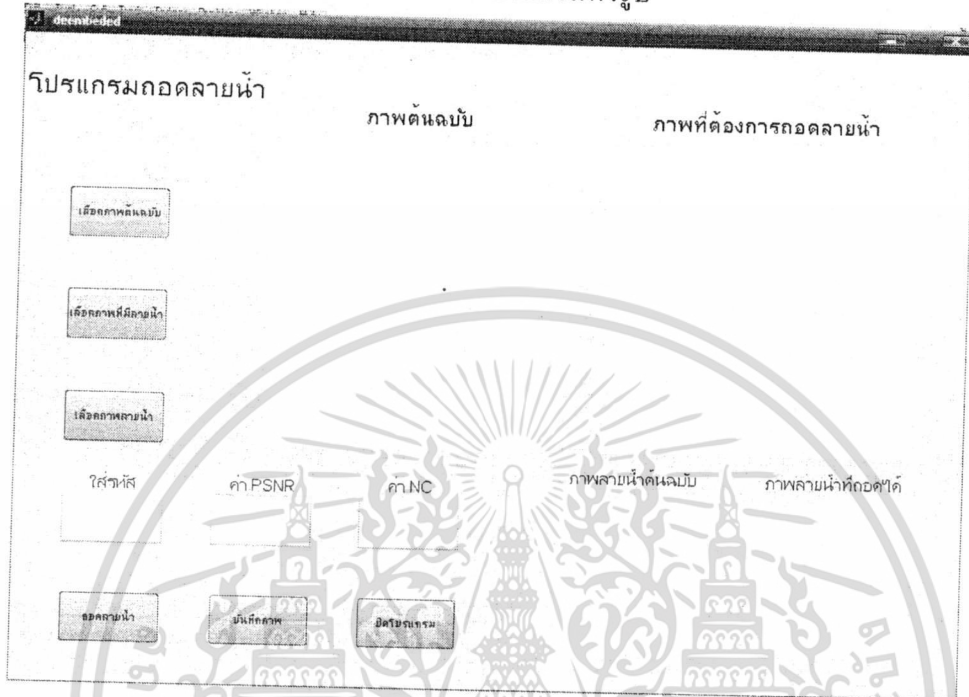 deembeded
โปรแกรมถอดลายน้ำ
ภาพต้นฉบับ
ภาพที่ต้องการถอดลายน้ำ
เลือกภาพต้นฉบับ
เลือกภาพที่มีลายน้ำ
เลือกภาพลายน้ำ
ใส่รหัส ค่า PSNR ค่า NC ภาพลายน้ำต้นฉบับ ภาพลายน้ำที่ถอดได้
ถอดลายน้ำ บันทึกภาพ ปิดโปรแกรม